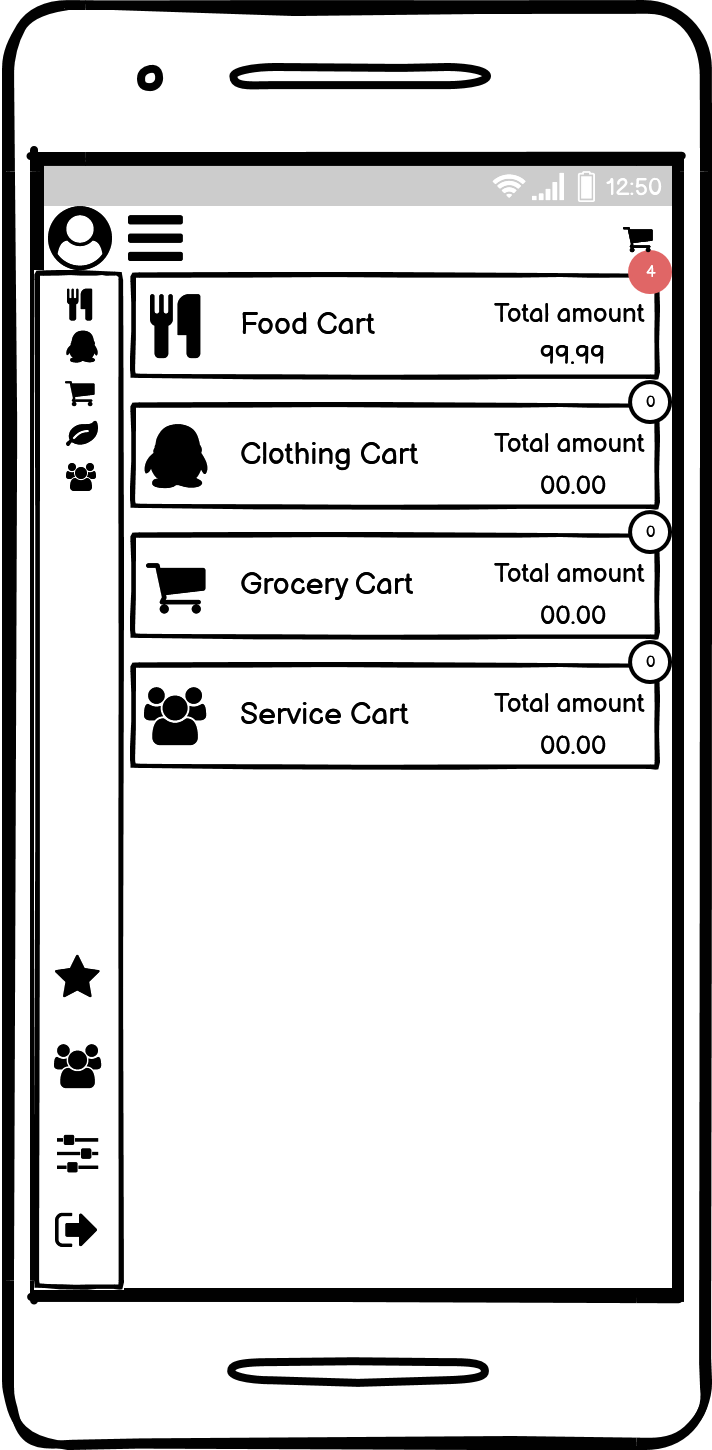 12:50
4
Food Cart
Total amount
99.99
0
Clothing Cart
Total amount
00.00
0
Grocery Cart
Total amount
00.00
0
Service Cart
Total amount
00.00